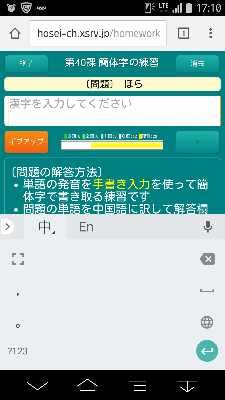 LTE 17:10
hosei-ch.xsrv.jp/homework
終了 第40課 簡体字の練習 消去
〔問題〕 ほら
漢字を入力してください
ギブアップ
〔問題の解答方法〕
• 単語の発音を手書き入力を使って簡
体字で書き取る練習です
• 問題の単語を中国語に訳して解答欄
中 En
，
。
?123